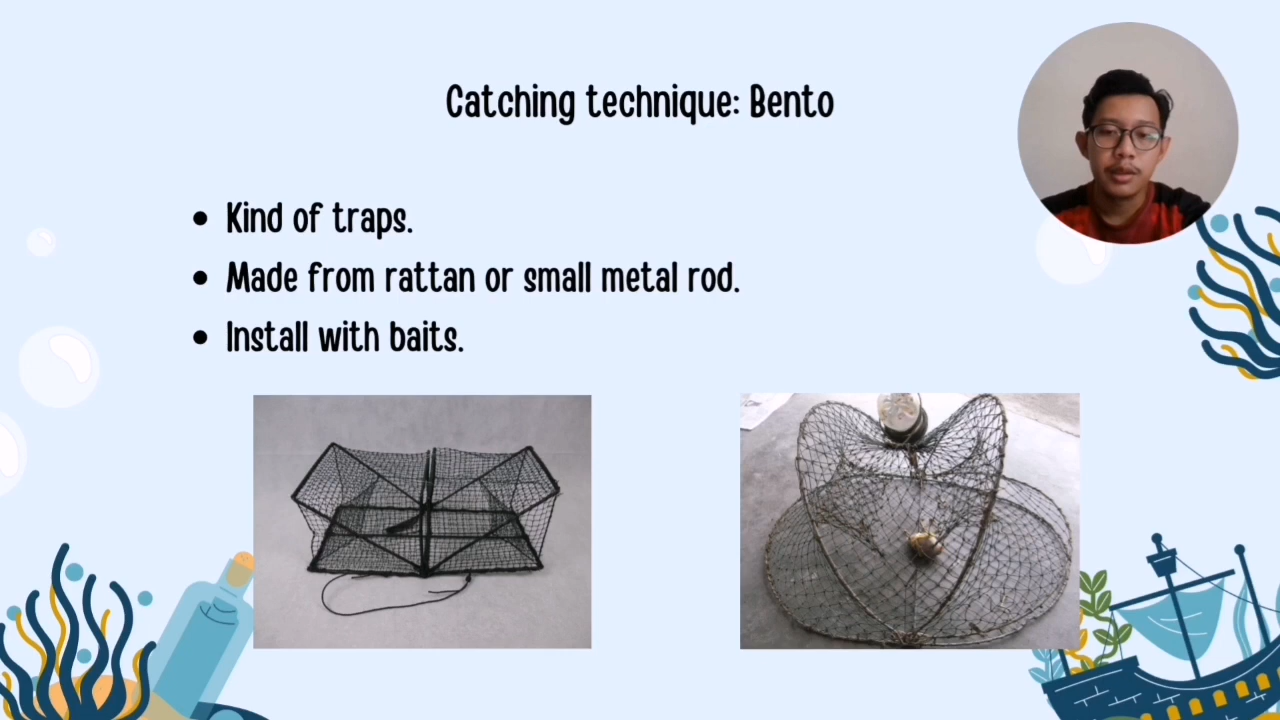 Catching technique: Bento
Kind of traps.
Made from rattan or small metal rod.
Install with baits.